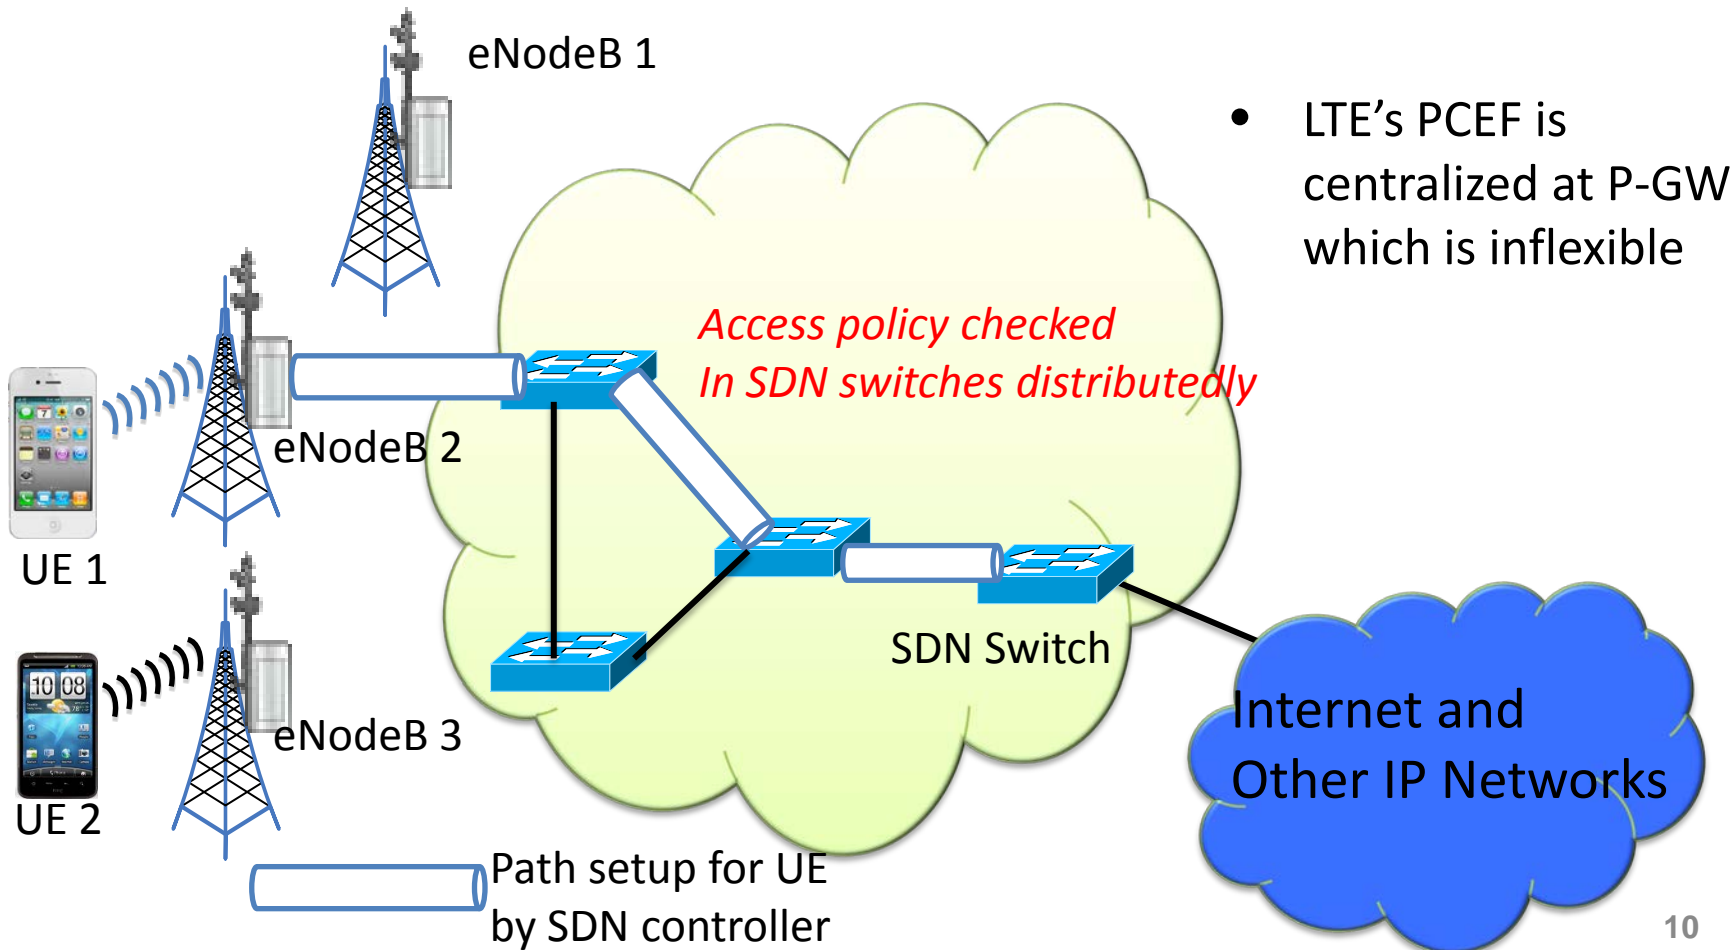 eNodeB 1
• LTE’s PCEF is
centralized at P-GW
which is inflexible
Access policy checked
In SDN switches distributedly
eNodeB 2
UE 1
SDN Switch
eNodeB 3
UE 2
10 08
Internet and
Other IP Networks
Path setup for UE
by SDN controller
10